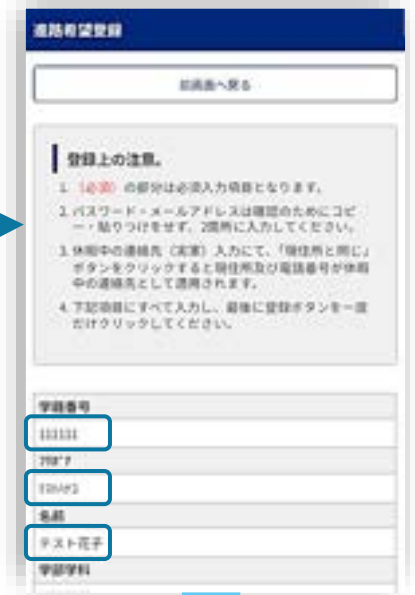 進路希望登録
前画面へ戻る
登録上の注意。
1. (必須) の部分は必須入力項目となります。
2. パスワード・メールアドレスは確認のためにコピ
ー・貼りつけをせず、2箇所に入力してください。
3. 休暇中の連絡先（実家）入力にて、「現住所と同じ」
ボタンをクリックすると現住所及び電話番号が休暇
中の連絡先として適用されます。
4. 下記項目にすべて入力し、最後に登録ボタンを一度
だけクリックしてください。
学籍番号
ﾌﾘｶﾞﾅ
名前
テスト花子
学部学科